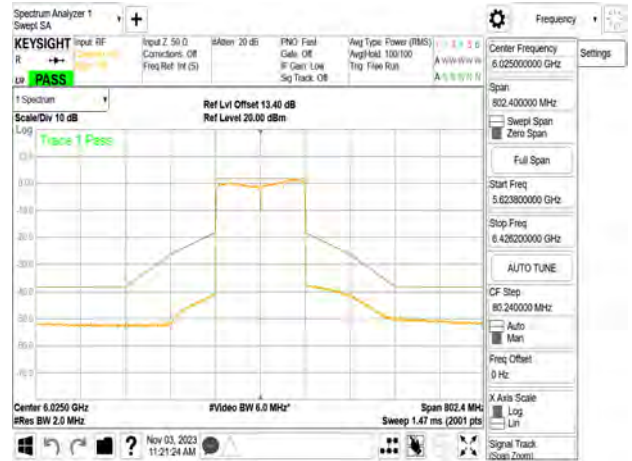 Spectrum Analyzer 1
Swept SA
Frequency
KEYSIGHT
Input: RF
Input Z: 50 Ω
Corrections: Off
Freq Ref: Int (S)
#Atten: 20 dB
PNO: Fast
Gate: Off
IF Gain: Low
Sig Track: Off
Avg Type: Power (RMS)
Avg|Hold: 100/100
Trig: Free Run
PASS
1 Spectrum
Scale/Div 10 dB
Ref Lvl Offset 13.40 dB
Ref Level 20.00 dBm
Log
Trace 1 Pass
Center 6.0250 GHz
#Res BW 2.0 MHz
#Video BW 6.0 MHz*
Span 802.4 MHz
Sweep 1.47 ms (2001 pts
Nov 03, 2023
11:21:24 AM
Center Frequency
6.025000000 GHz
Settings
Span
802.400000 MHz
Swept Span
Zero Span
Full Span
Start Freq
5.623800000 GHz
Stop Freq
6.426200000 GHz
AUTO TUNE
CF Step
80.240000 MHz
Auto
Man
Freq Offset
0 Hz
X Axis Scale
Log
Lin
Signal Track
(Span Zoom)